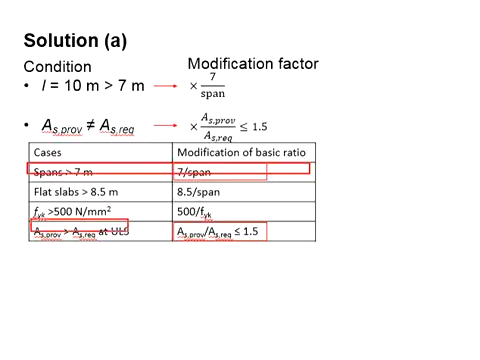 Solution (a)
Condition Modification factor
• l = 10 m > 7 m × 7/span
• As,prov ≠ As,req × As,prov/As,req ≤ 1.5
Cases Modification of basic ratio
Spans > 7 m 7/span
Flat slabs > 8.5 m 8.5/span
fyk >500 N/mm² 500/fyk
As,prov > As,req at ULS As,prov/As,req ≤ 1.5